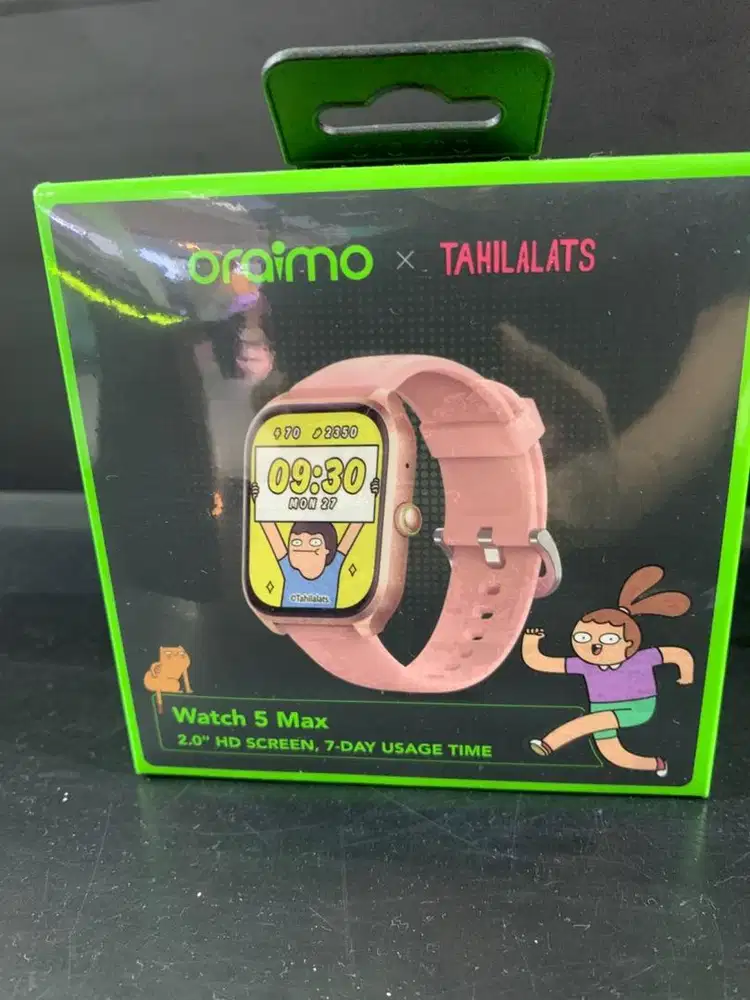 oraimo × TAHILALATS
70 2350
09:30
MON 27
©Tahilalats
Watch 5 Max
2.0" HD SCREEN, 7-DAY USAGE TIME